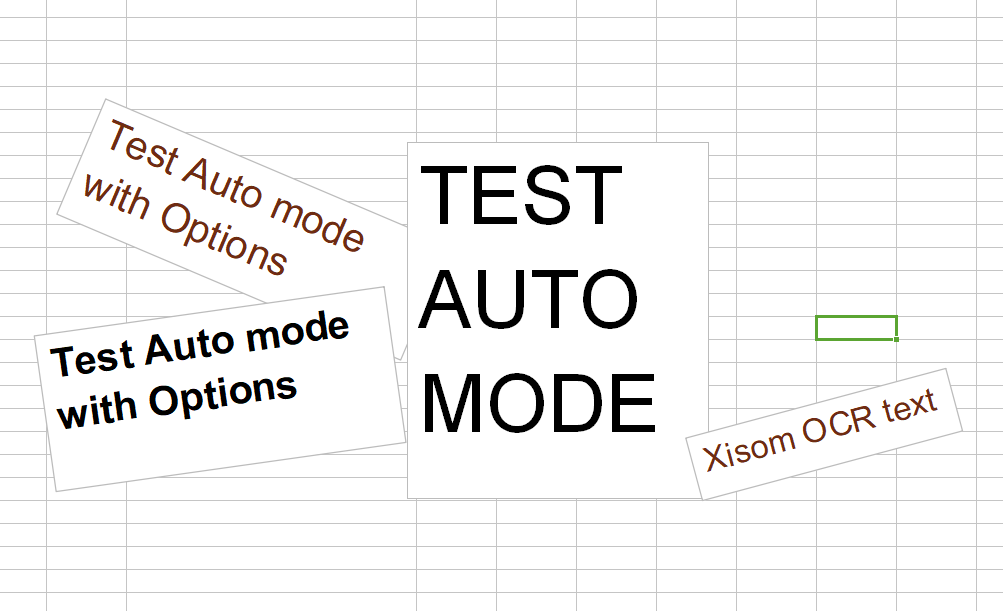 Test Auto mode
with Options
Test Auto mode
with Options
TEST
AUTO
MODE
Xisom OCR text